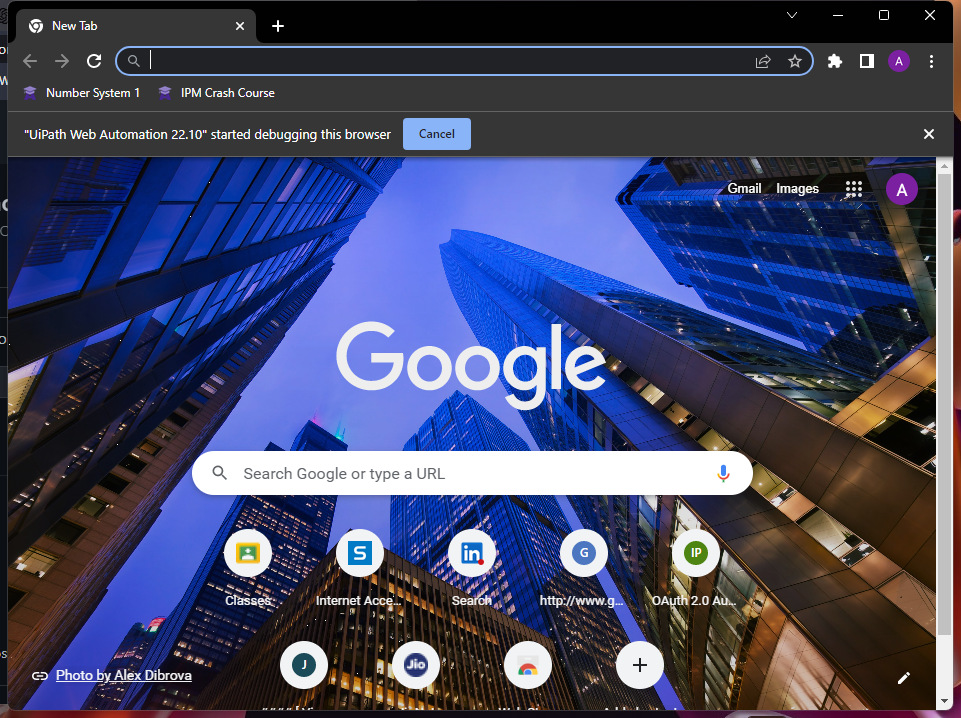 New Tab
Number System 1
IPM Crash Course
"UiPath Web Automation 22.10" started debugging this browser
Cancel
Gmail
Images
A
A
Google
Search Google or type a URL
S
in
G
IP
Classes
Internet Acce...
Search
http://www.g...
OAuth 2.0 Au...
J
Jio
Photo by Alex Dibrova